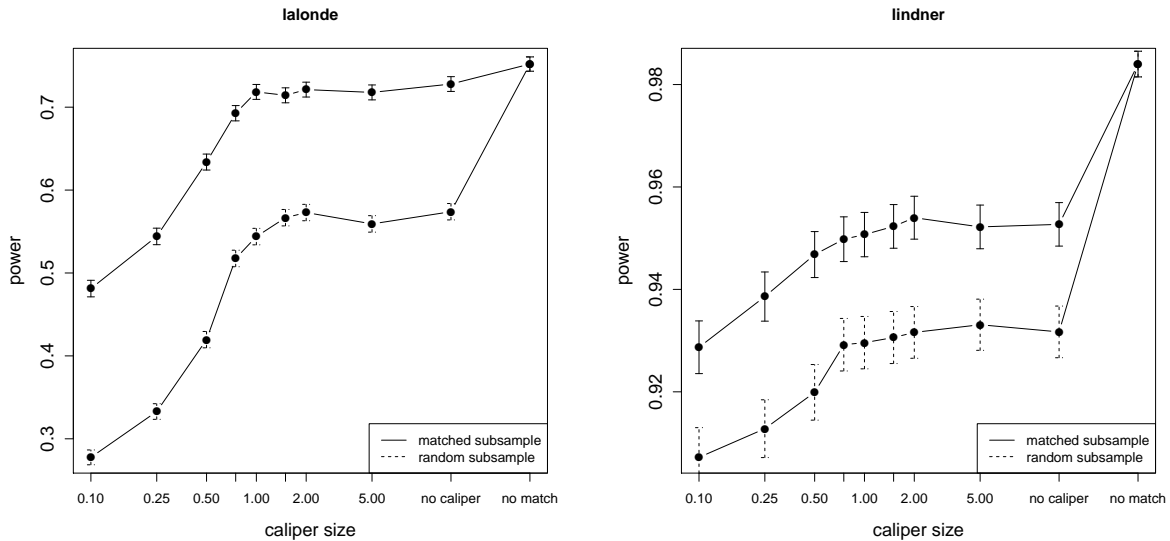 lalonde
power
0.7
0.6
0.5
0.4
0.3
matched subsample
random subsample
0.10 0.25 0.50 1.00 2.00 5.00 no caliper no match
caliper size
lindner
power
0.98
0.96
0.94
0.92
matched subsample
random subsample
0.10 0.25 0.50 1.00 2.00 5.00 no caliper no match
caliper size